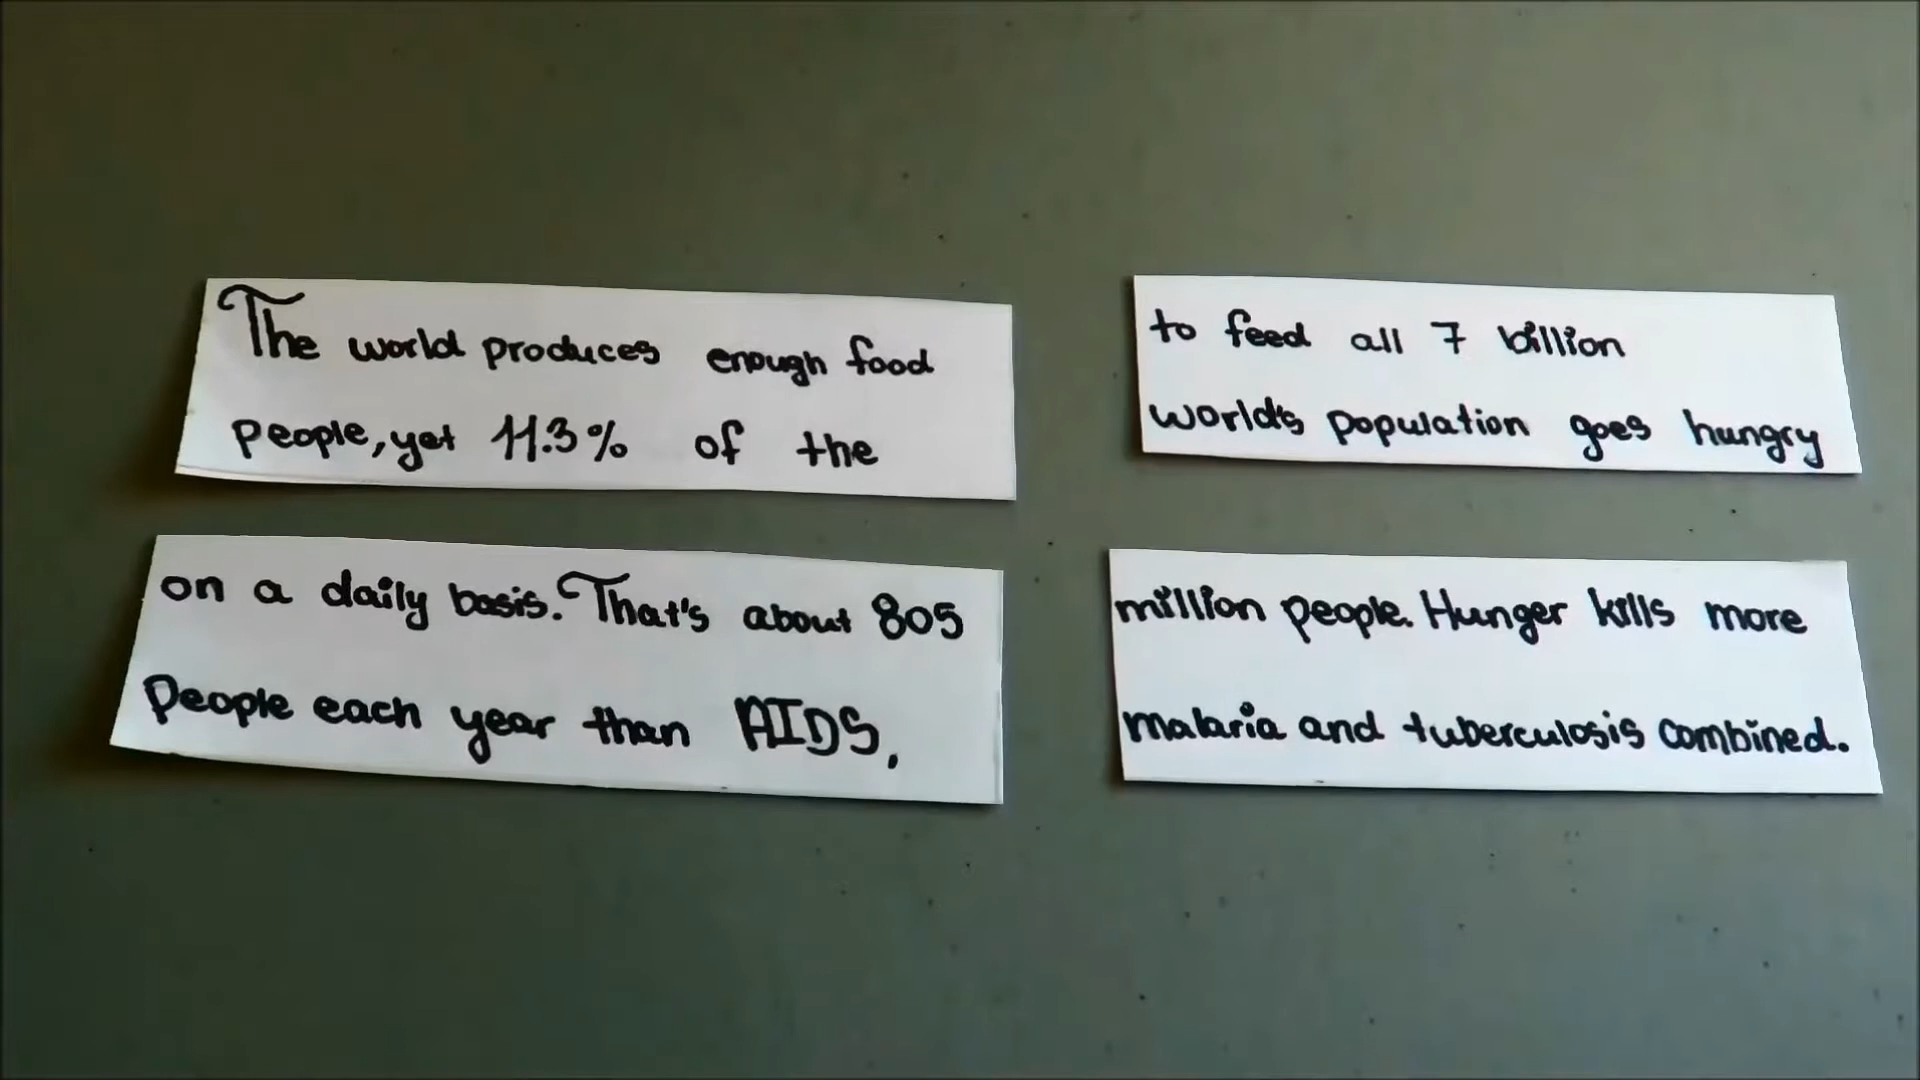 The world produces enough food to feed all 7 billion
people, yet 11.3% of the world's population goes hungry
on a daily basis. That's about 805 million people. Hunger kills more
People each year than AIDS, malaria and tuberculosis combined.